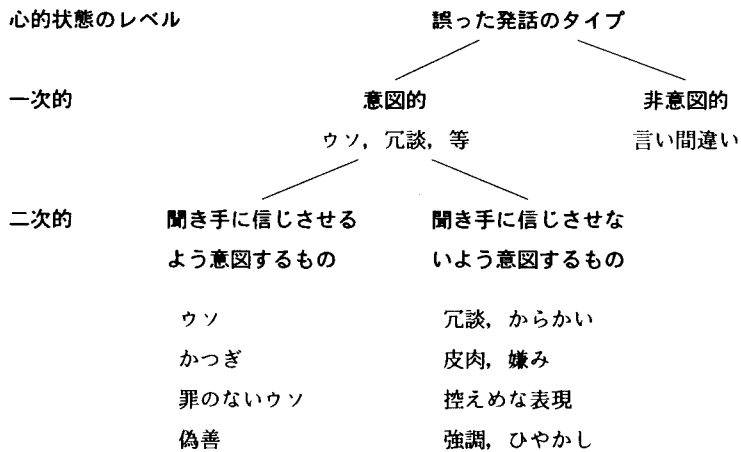 心的状態のレベル 誤った発話のタイプ
一次的 意図的 非意図的
ウソ，冗談，等 言い間違い
二次的 聞き手に信じさせる 聞き手に信じさせな
よう意図するもの いよう意図するもの
ウソ 冗談，からかい
かつぎ 皮肉，嫌み
罪のないウソ 控えめな表現
偽善 強調，ひやかし